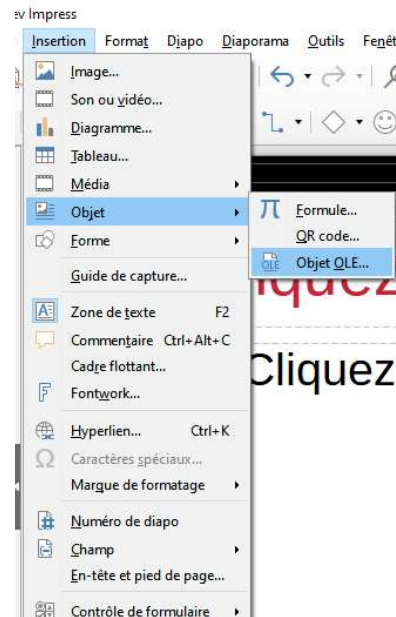 ev Impress
Insertion Format Diapo Diaporama Outils Fenêt
Image...
Son ou vidéo...
Diagramme...
Tableau...
Média
Objet
Formule...
Forme
QR code...
Guide de capture...
Objet OLE...
OLE
iquez
Zone de texte F2
Commentaire Ctrl+Alt+C
Cadre flottant...
Cliquez
Fontwork...
Hyperlien... Ctrl+K
Caractères spéciaux...
Marque de formatage
Numéro de diapo
Champ
En-tête et pied de page...
Contrôle de formulaire